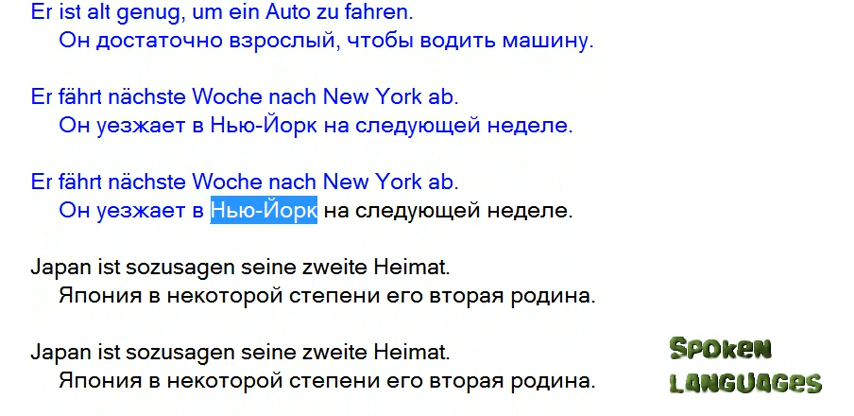 Er ist alt genug, um ein Auto zu fahren.
Он достаточно взрослый, чтобы водить машину.
Er fährt nächste Woche nach New York ab.
Он уезжает в Нью-Йорк на следующей неделе.
Er fährt nächste Woche nach New York ab.
Он уезжает в Нью-Йорк на следующей неделе.
Japan ist sozusagen seine zweite Heimat.
Япония в некоторой степени его вторая родина.
Japan ist sozusagen seine zweite Heimat.
Япония в некоторой степени его вторая родина.
Spoken
Languages